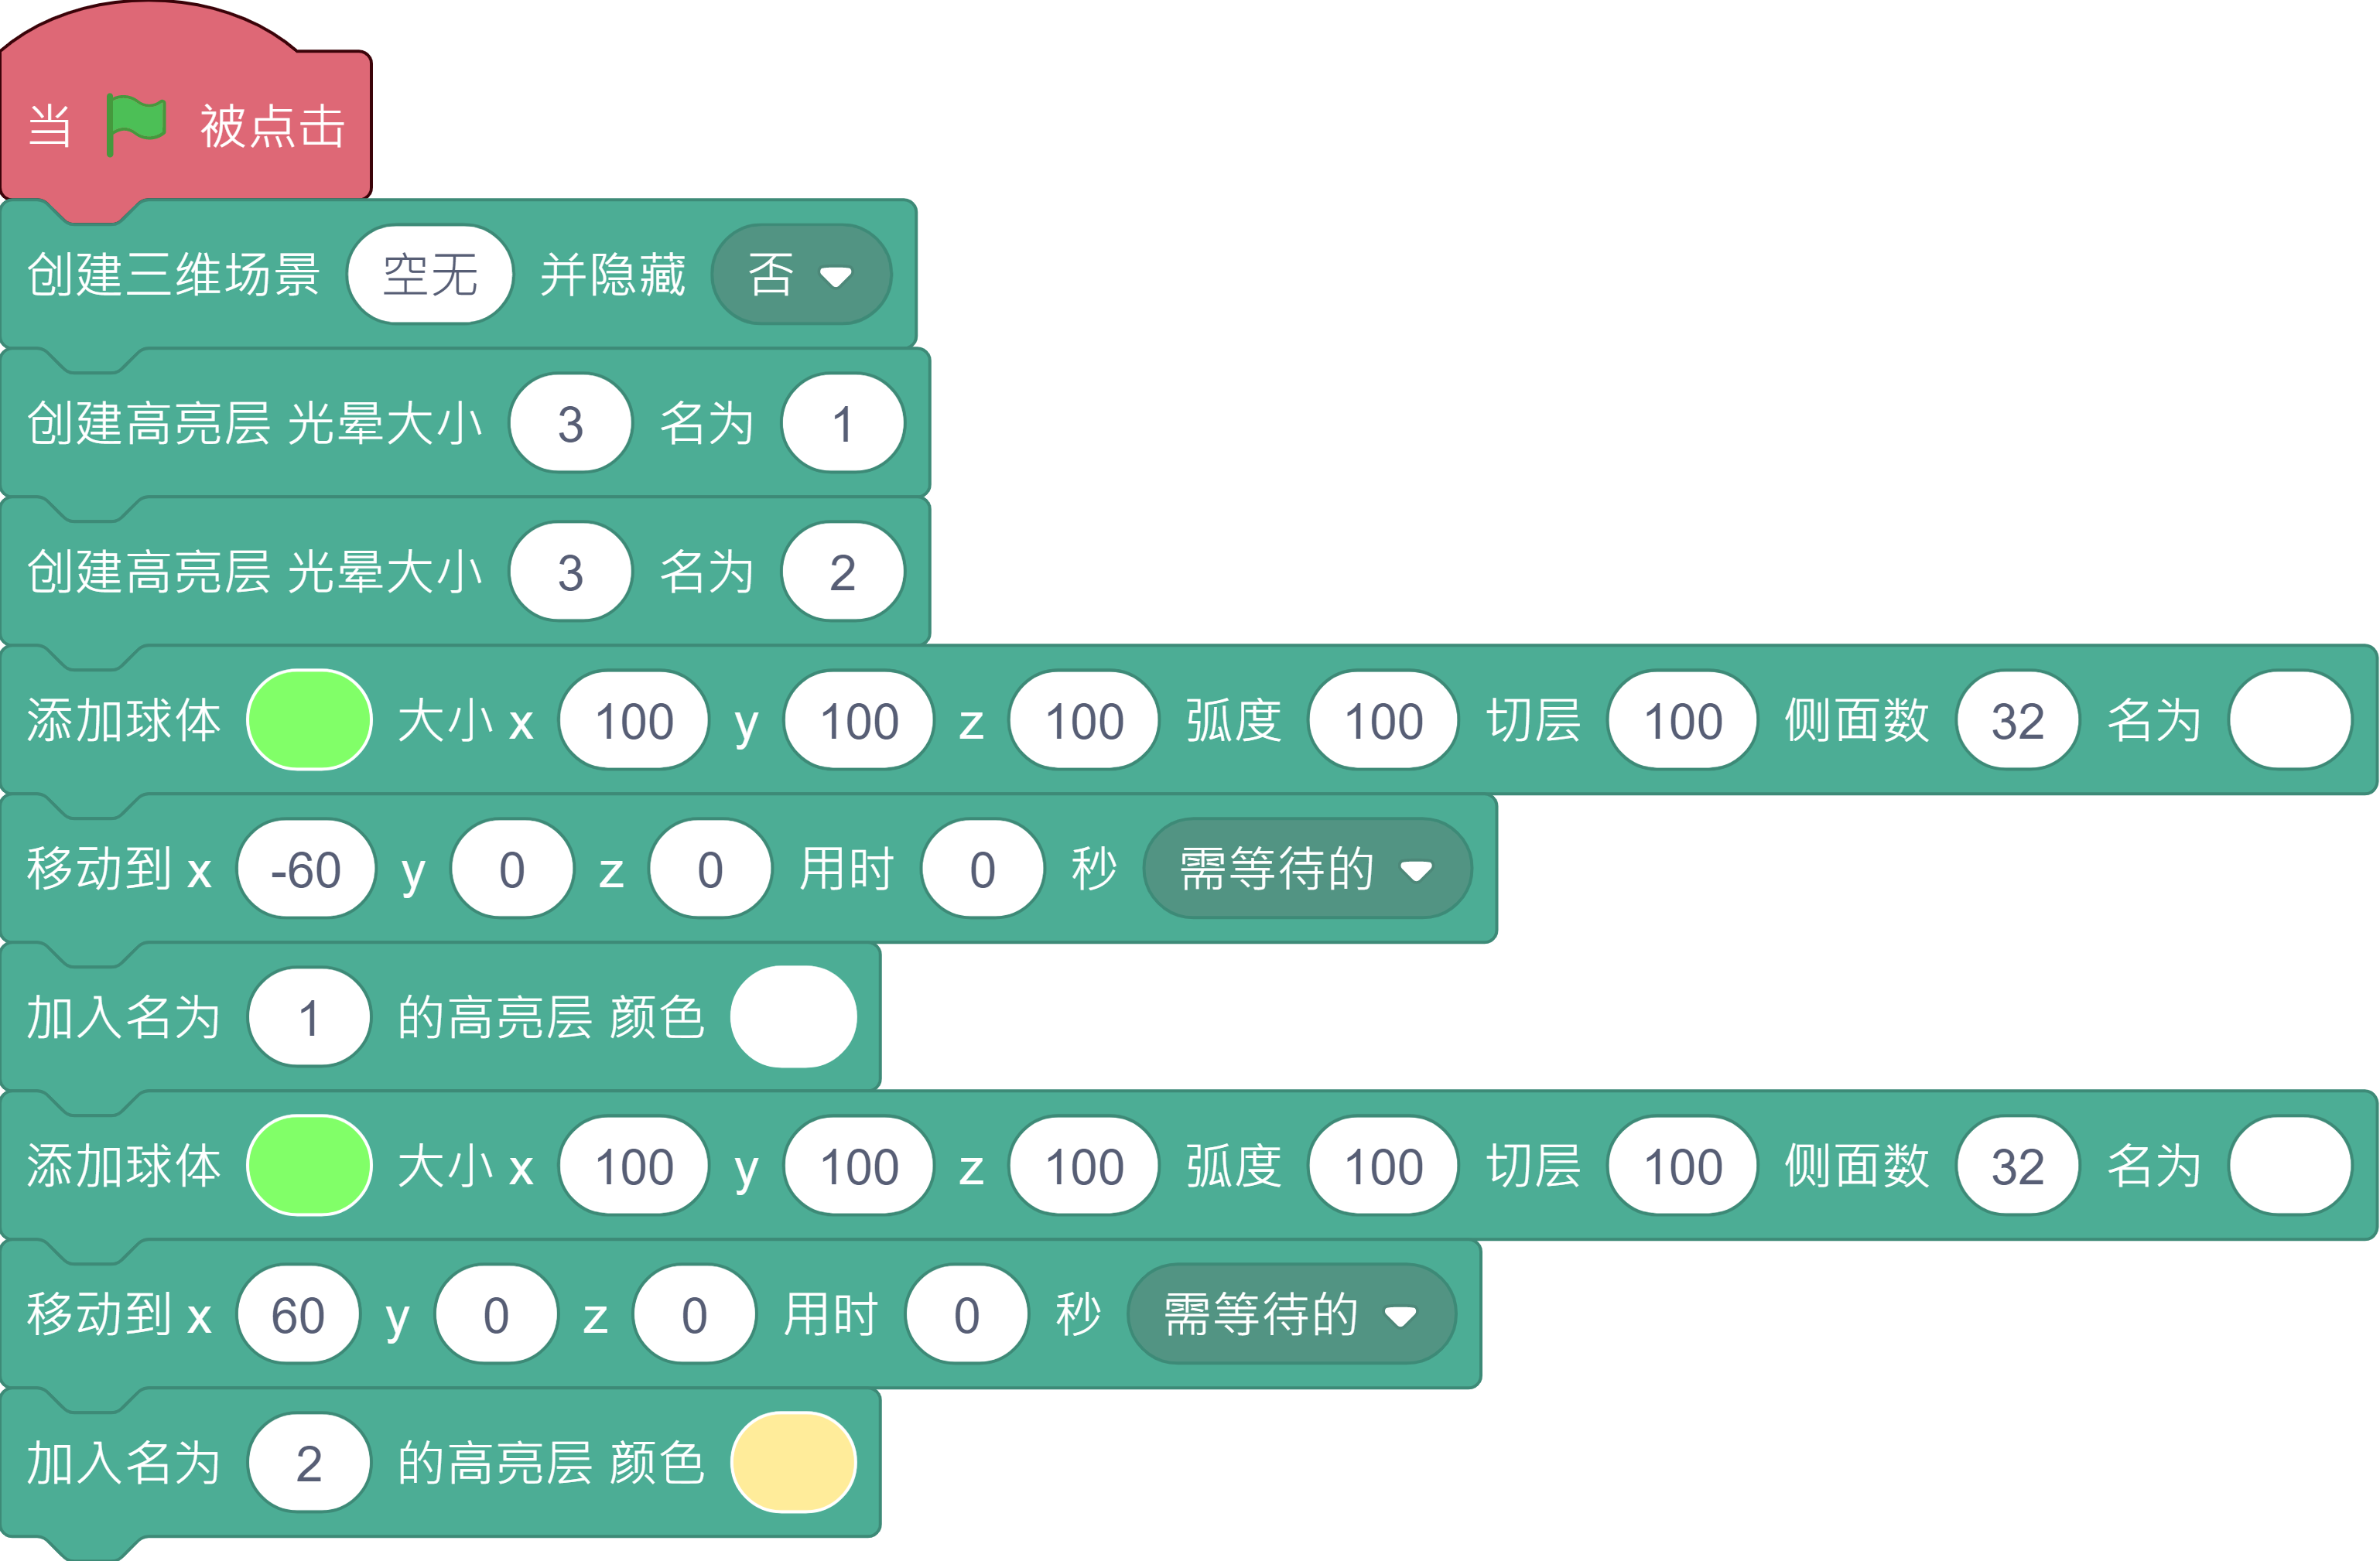 当 被点击
创建三维场景 空无 并隐藏 否
创建高亮层 光晕大小 3 名为 1
创建高亮层 光晕大小 3 名为 2
添加球体 大小 x 100 y 100 z 100 弧度 100 切层 100 侧面数 32 名为
移动到 x -60 y 0 z 0 用时 0 秒 需等待的
加入名为 1 的高亮层 颜色
添加球体 大小 x 100 y 100 z 100 弧度 100 切层 100 侧面数 32 名为
移动到 x 60 y 0 z 0 用时 0 秒 需等待的
加入名为 2 的高亮层 颜色